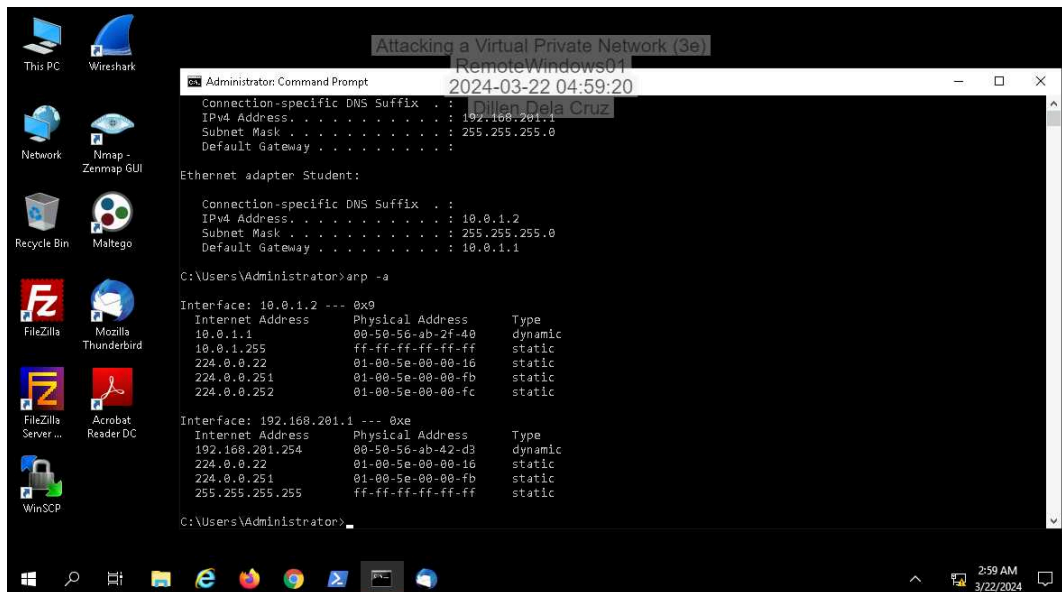 Attacking a Virtual Private Network (3e)
RemoteWindows01
2024-03-22 04:59:20
Dillen Dela Cruz
This PC
Wireshark
Network
Nmap -
Zenmap GUI
Recycle Bin
Maltego
FileZilla
Mozilla
Thunderbird
FileZilla
Server ...
Acrobat
Reader DC
WinSCP
Administrator: Command Prompt
Connection-specific DNS Suffix  . :
IPv4 Address. . . . . . . . . . . : 192.168.201.1
Subnet Mask . . . . . . . . . . . : 255.255.255.0
Default Gateway . . . . . . . . . :
Ethernet adapter Student:
Connection-specific DNS Suffix  . :
IPv4 Address. . . . . . . . . . . : 10.0.1.2
Subnet Mask . . . . . . . . . . . : 255.255.255.0
Default Gateway . . . . . . . . . : 10.0.1.1
C:\Users\Administrator>arp -a
Interface: 10.0.1.2 --- 0x9
Internet Address      Physical Address      Type
10.0.1.1              00-50-56-ab-2f-40     dynamic
10.0.1.255            ff-ff-ff-ff-ff-ff     static
224.0.0.22            01-00-5e-00-00-16     static
224.0.0.251           01-00-5e-00-00-fb     static
224.0.0.252           01-00-5e-00-00-fc     static
Interface: 192.168.201.1 --- 0xe
Internet Address      Physical Address      Type
192.168.201.254       00-50-56-ab-42-d3     dynamic
224.0.0.22            01-00-5e-00-00-16     static
224.0.0.251           01-00-5e-00-00-fb     static
255.255.255.255       ff-ff-ff-ff-ff-ff     static
C:\Users\Administrator>
2:59 AM
3/22/2024